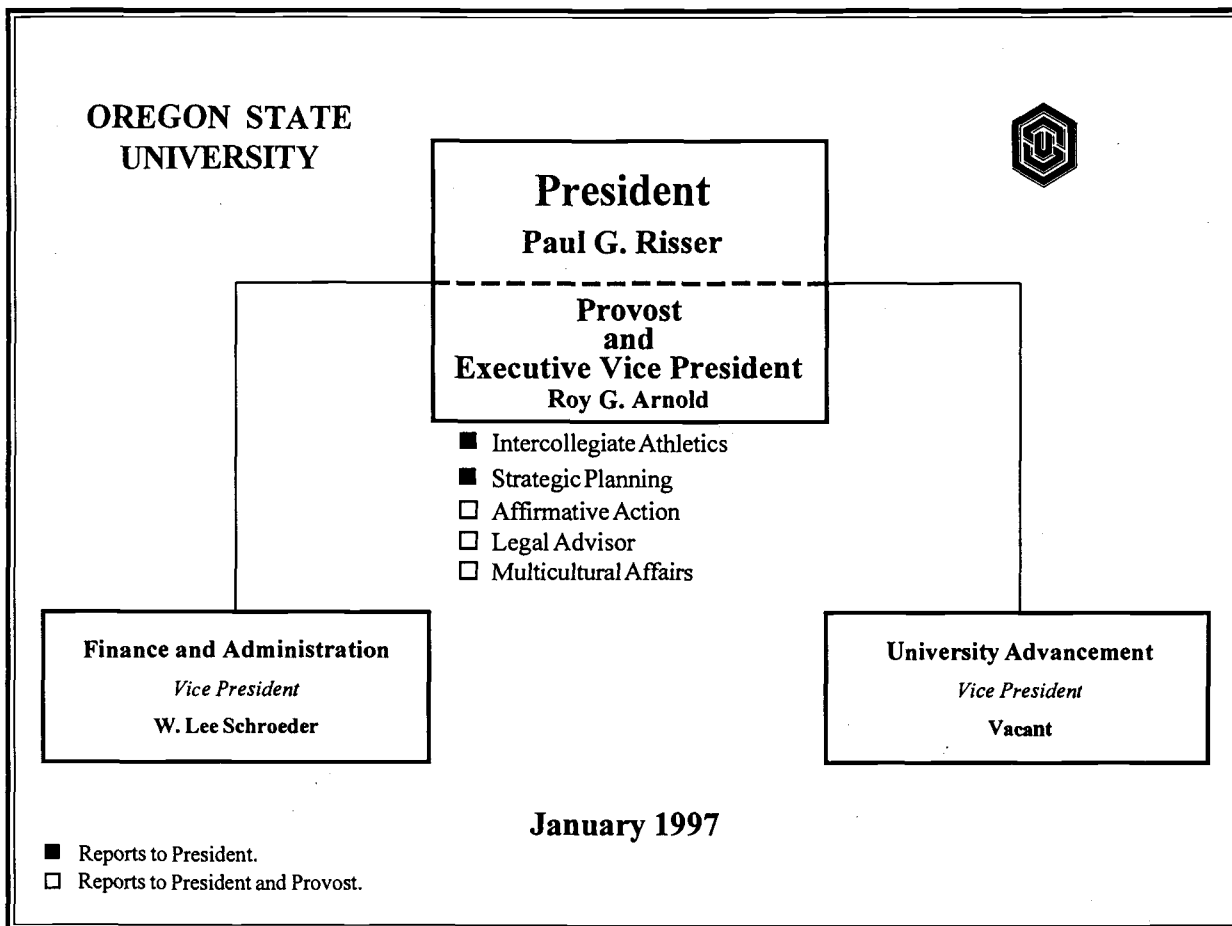 OREGON STATE
UNIVERSITY
President
Paul G. Risser
Provost
and
Executive Vice President
Roy G. Arnold
■ Intercollegiate Athletics
■ Strategic Planning
□ Affirmative Action
□ Legal Advisor
□ Multicultural Affairs
Finance and Administration
Vice President
W. Lee Schroeder
University Advancement
Vice President
Vacant
January 1997
■ Reports to President.
□ Reports to President and Provost.